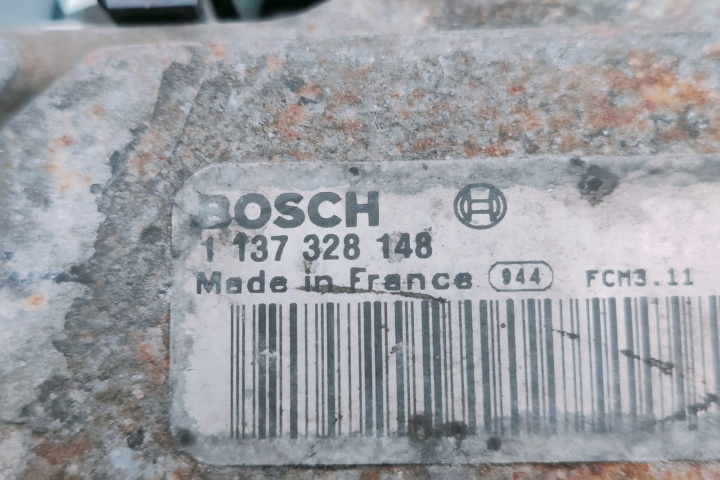 BOSCH
1 137 328 148
Made in France 944 FCM3.11